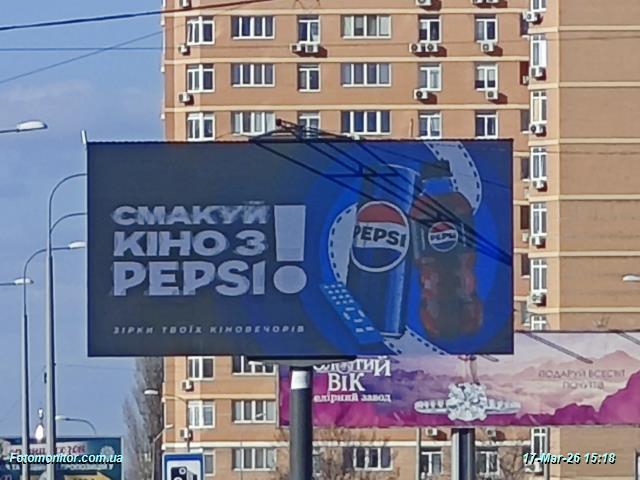 СМАКУЙ
КІНО З
PEPSI!
ЗІРКИ ТВОЇХ КІНОВЕЧОРІВ
PEPSI
pepsi
ЗОЛОТИЙ
ВІК
ювелірний завод
ПОДАРУЙ ВСЕСВІТ
ПОЧУТТІВ
Fotomonitor.com.ua
17-Mar-26 15:18